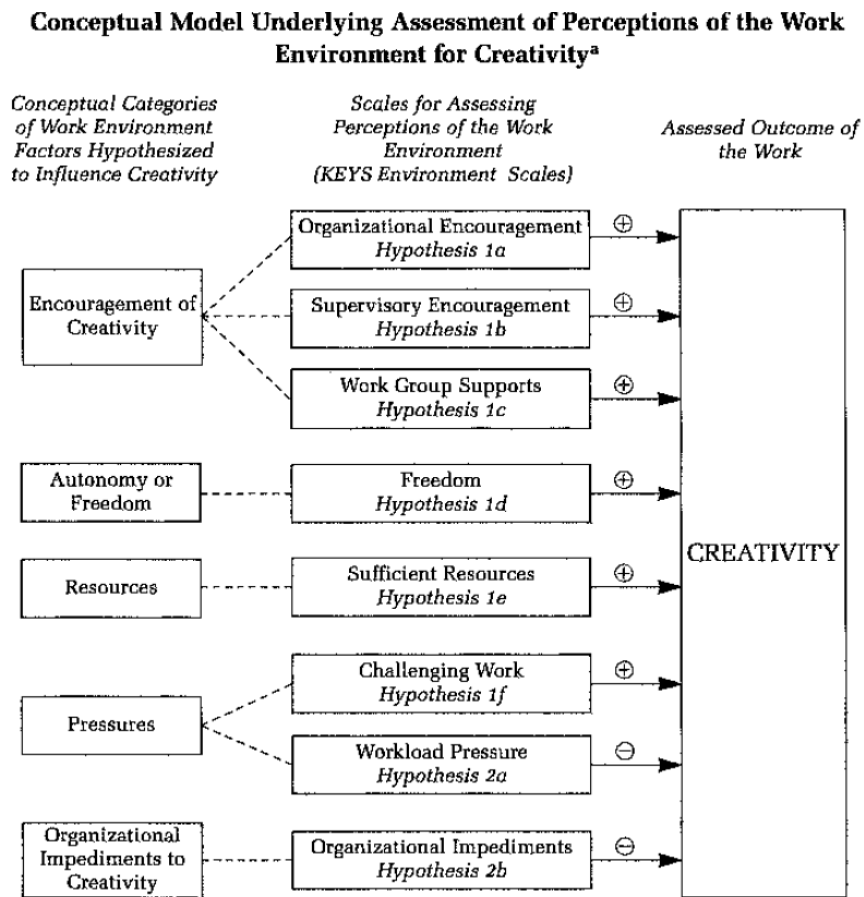 Conceptual Model Underlying Assessment of Perceptions of the Work
Environment for Creativityᵃ
Conceptual Categories
of Work Environment
Factors Hypothesized
to Influence Creativity
Scales for Assessing
Perceptions of the Work
Environment
(KEYS Environment Scales)
Assessed Outcome of
the Work
Encouragement of
Creativity
Organizational Encouragement
Hypothesis 1a
⊕
Supervisory Encouragement
Hypothesis 1b
⊕
Work Group Supports
Hypothesis 1c
⊕
Autonomy or
Freedom
Freedom
Hypothesis 1d
⊕
Resources
Sufficient Resources
Hypothesis 1e
⊕
Pressures
Challenging Work
Hypothesis 1f
⊕
Workload Pressure
Hypothesis 2a
⊖
Organizational
Impediments to
Creativity
Organizational Impediments
Hypothesis 2b
⊖
CREATIVITY